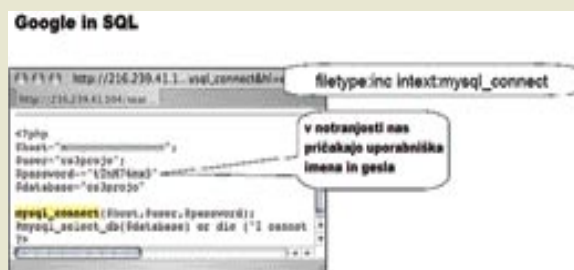 Google in SQL
http://216.239.41.1...
filetype:inc intext:mysql_connect
<?php
$host="
$user="
v notranjosti nas
pričakajo uporabniška
imena in gesla
$password=
$database=
mysql_connect($host,$user,$password);
mysql_select_db($database) or die ("I cannot
?>